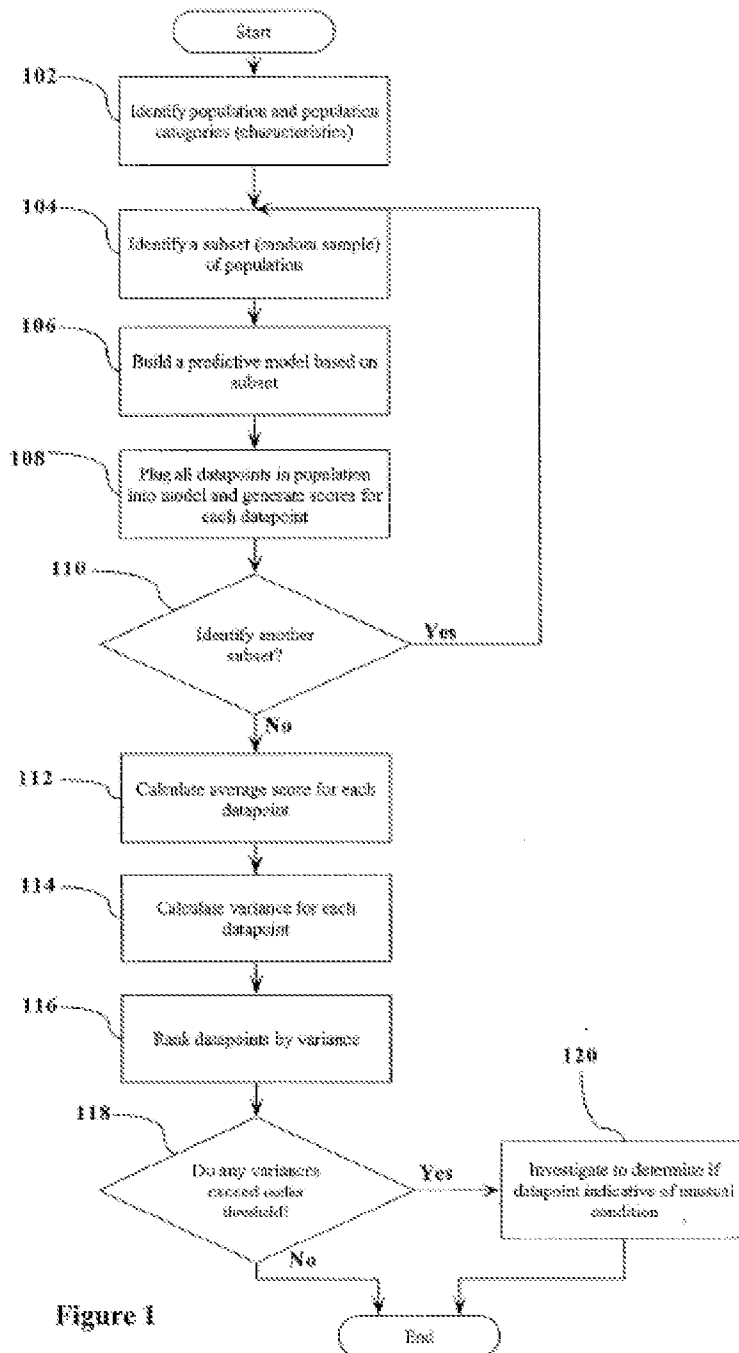 Start
102
Identify population and population
categories (characteristics)
104
Identify a subset (random sample)
of population
106
Build a predictive model based on
subset
108
Plug all datapoints in population
into model and generate scores for
each datapoint
110
Identify another
subset?
Yes
No
112
Calculate average score for each
datapoint
114
Calculate variance for each
datapoint
116
Rank datapoints by variance
118
Do any variances
exceed
Yes
No
120
Investigate to determine if
datapoint indicative of unusual
condition
End
Figure 1